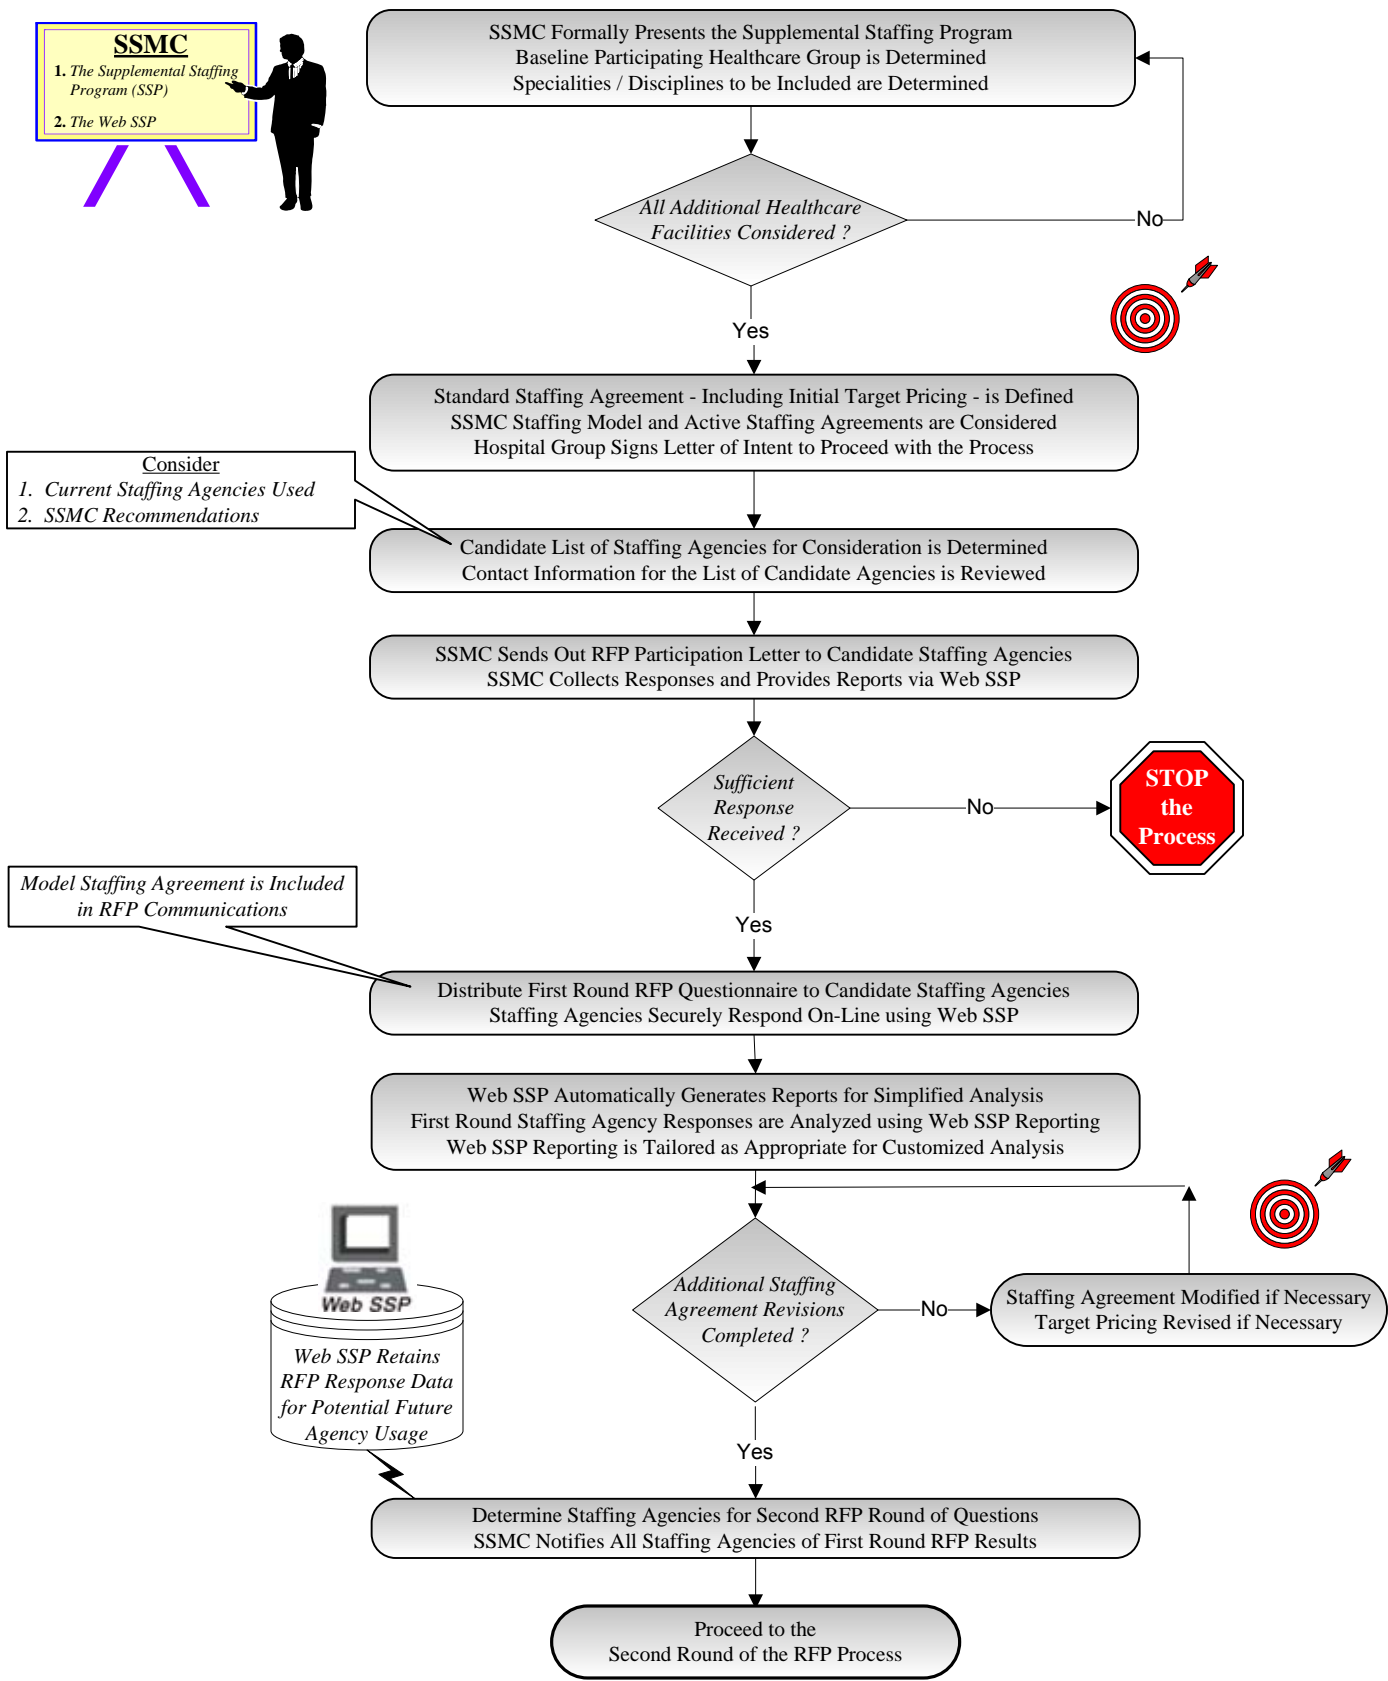 SSMC
1. The Supplemental Staffing
Program (SSP)
2. The Web SSP
SSMC Formally Presents the Supplemental Staffing Program
Baseline Participating Healthcare Group is Determined
Specialities / Disciplines to be Included are Determined
All Additional Healthcare
Facilities Considered ?
No
Yes
Standard Staffing Agreement - Including Initial Target Pricing - is Defined
SSMC Staffing Model and Active Staffing Agreements are Considered
Hospital Group Signs Letter of Intent to Proceed with the Process
Consider
1. Current Staffing Agencies Used
2. SSMC Recommendations
Candidate List of Staffing Agencies for Consideration is Determined
Contact Information for the List of Candidate Agencies is Reviewed
SSMC Sends Out RFP Participation Letter to Candidate Staffing Agencies
SSMC Collects Responses and Provides Reports via Web SSP
Sufficient
Response
Received ?
No
STOP
the
Process
Yes
Model Staffing Agreement is Included
in RFP Communications
Distribute First Round RFP Questionnaire to Candidate Staffing Agencies
Staffing Agencies Securely Respond On-Line using Web SSP
Web SSP Automatically Generates Reports for Simplified Analysis
First Round Staffing Agency Responses are Analyzed using Web SSP Reporting
Web SSP Reporting is Tailored as Appropriate for Customized Analysis
Additional Staffing
Agreement Revisions
Completed ?
No
Staffing Agreement Modified if Necessary
Target Pricing Revised if Necessary
Web SSP
Web SSP Retains
RFP Response Data
for Potential Future
Agency Usage
Yes
Determine Staffing Agencies for Second RFP Round of Questions
SSMC Notifies All Staffing Agencies of First Round RFP Results
Proceed to the
Second Round of the RFP Process